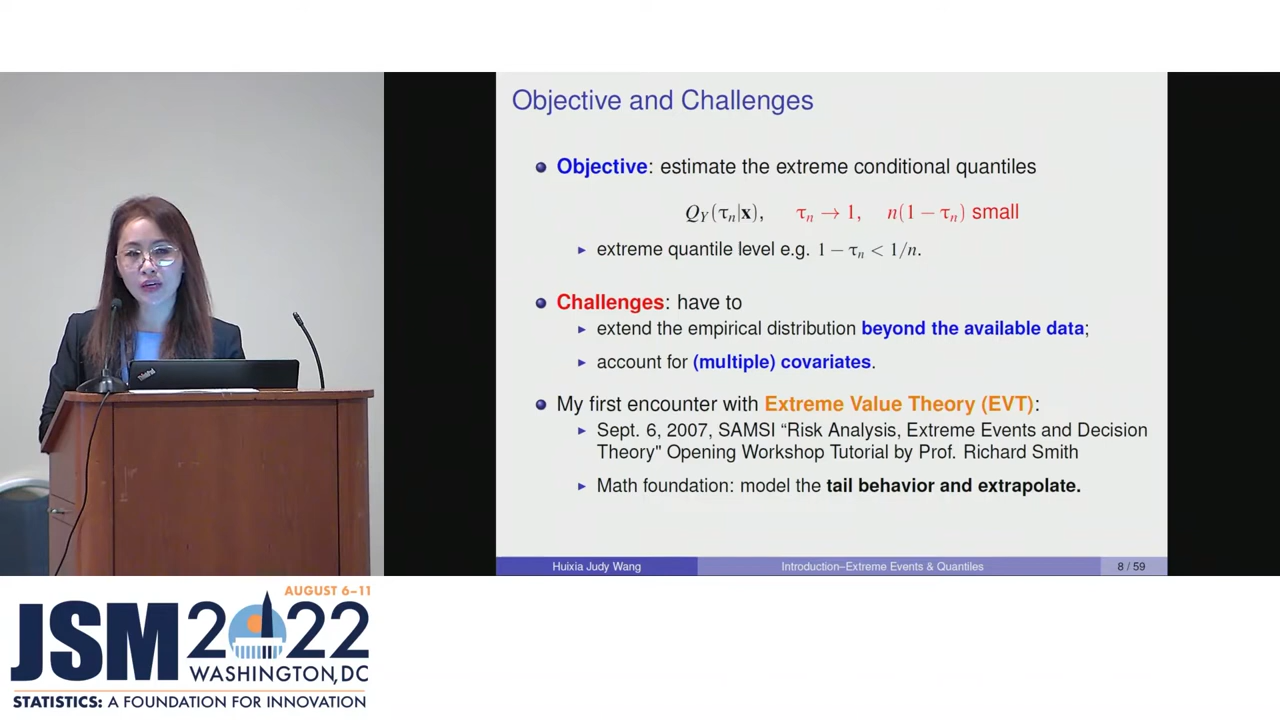 Objective and Challenges
Objective: estimate the extreme conditional quantiles
Q_Y(τ_n|x), τ_n → 1, n(1 − τ_n) small
extreme quantile level e.g. 1 − τ_n < 1/n.
Challenges: have to
extend the empirical distribution beyond the available data;
account for (multiple) covariates.
My first encounter with Extreme Value Theory (EVT):
Sept. 6, 2007, SAMSI “Risk Analysis, Extreme Events and Decision
Theory" Opening Workshop Tutorial by Prof. Richard Smith
Math foundation: model the tail behavior and extrapolate.
Huixia Judy Wang
Introduction–Extreme Events & Quantiles
8 / 59
ThinkPad
AUGUST 6–11
JSM 2022
WASHINGTON, DC
STATISTICS: A FOUNDATION FOR INNOVATION